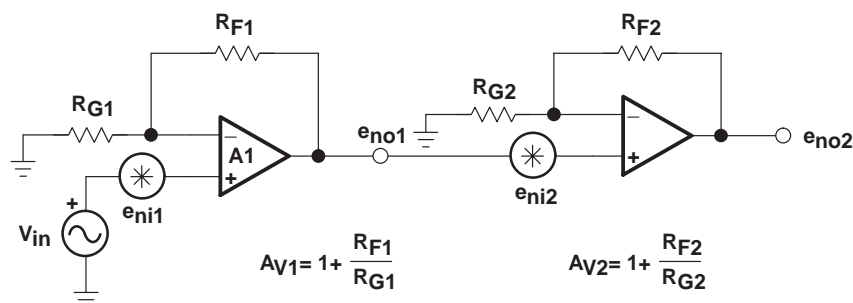 RF1
RF2
RG1
RG2
−
−
A1
eno1
eno2
+
+
+
eni1
eni2
Vin
AV1= 1+ RF1/RG1
AV2= 1+ RF2/RG2